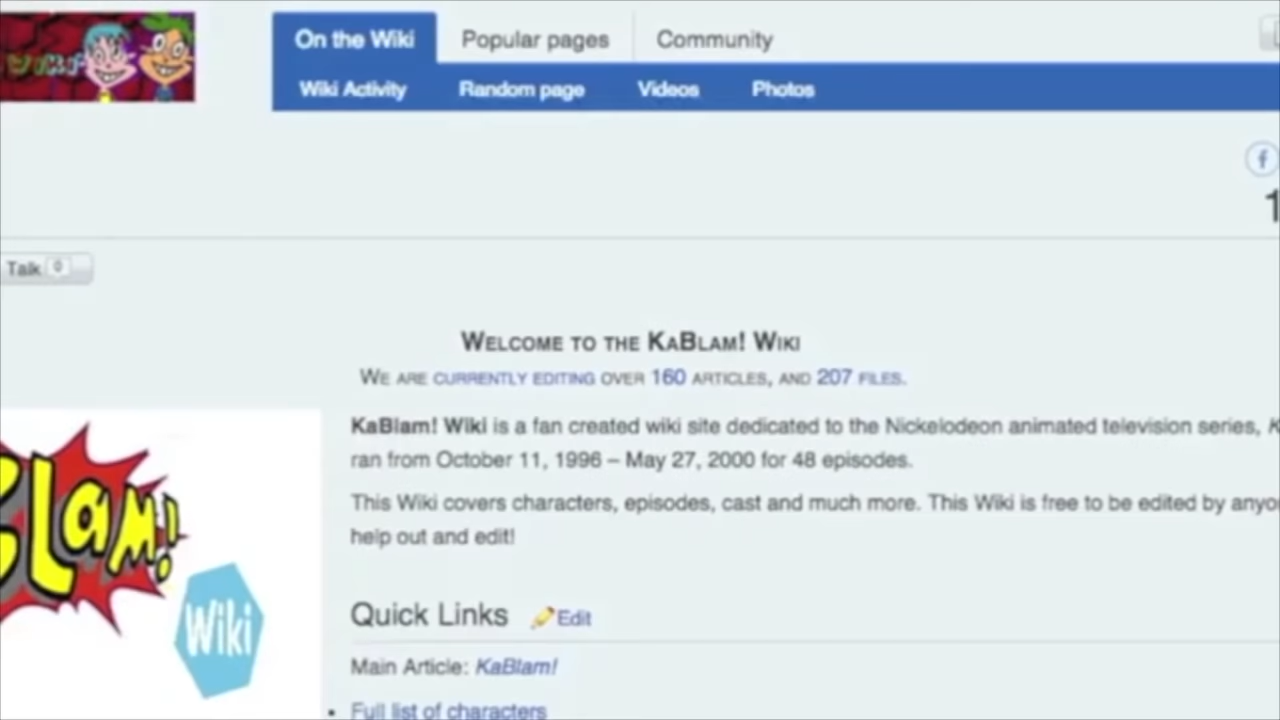 Wiki
On the Wiki
Popular pages
Community
Wiki Activity
Random page
Videos
Photos
f
1
Talk 0
WELCOME TO THE KABLAM! WIKI
WE ARE CURRENTLY EDITING OVER 160 ARTICLES, AND 207 FILES.
KaBlam! Wiki is a fan created wiki site dedicated to the Nickelodeon animated television series, K
ran from October 11, 1996 – May 27, 2000 for 48 episodes.
This Wiki covers characters, episodes, cast and much more. This Wiki is free to be edited by anyo
help out and edit!
BLaM!
Wiki
Quick Links Edit
Main Article: KaBlam!
• Full list of characters